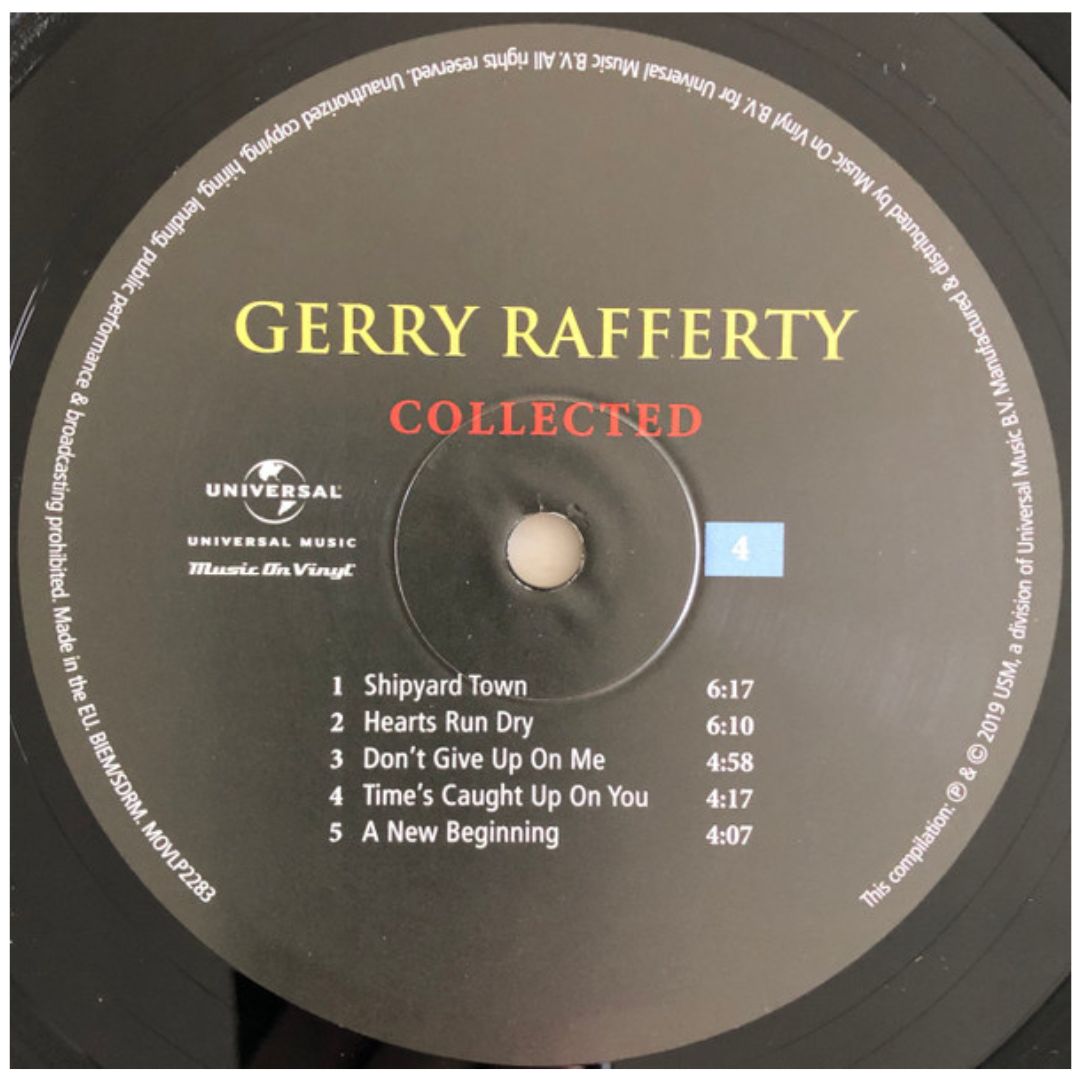 GERRY RAFFERTY
COLLECTED
UNIVERSAL
UNIVERSAL MUSIC
Music On Vinyl
4
1 Shipyard Town 6:17
2 Hearts Run Dry 6:10
3 Don't Give Up On Me 4:58
4 Time's Caught Up On You 4:17
5 A New Beginning 4:07
This compilation: ℗ & © 2019 USM, a division of Universal Music B.V. Manufactured & distributed by Music On Vinyl B.V. for Universal Music B.V. All rights reserved. Unauthorized copying, hiring, lending, public performance & broadcasting prohibited. Made in the EU. BIEM/SDRM. MOVLP2283